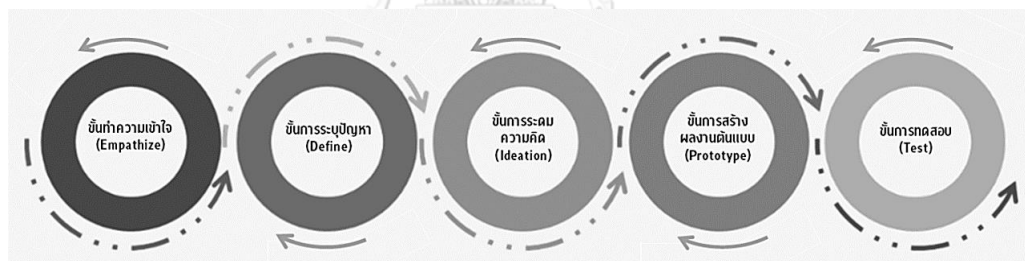 ขั้นทำความเข้าใจ
(Empathize)
ขั้นการระบุปัญหา
(Define)
ขั้นการระดม
ความคิด
(Ideation)
ขั้นการสร้าง
ผลงานต้นแบบ
(Prototype)
ขั้นการทดสอบ
(Test)